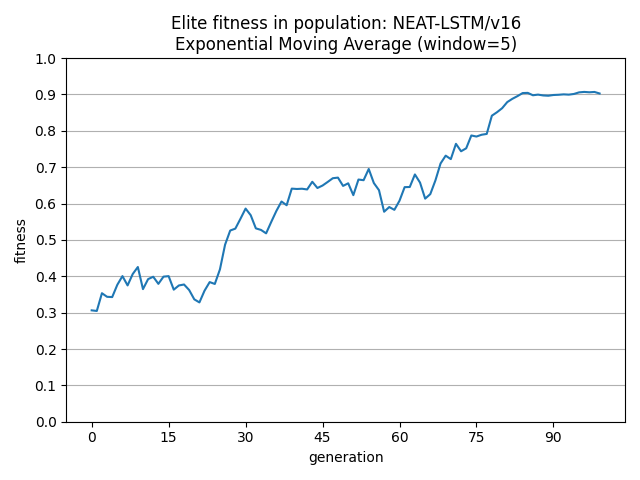 Elite fitness in population: NEAT-LSTM/v16
Exponential Moving Average (window=5)
1.0
0.9
0.8
0.7
0.6
0.5
0.4
0.3
0.2
0.1
0.0
fitness
0 15 30 45 60 75 90
generation